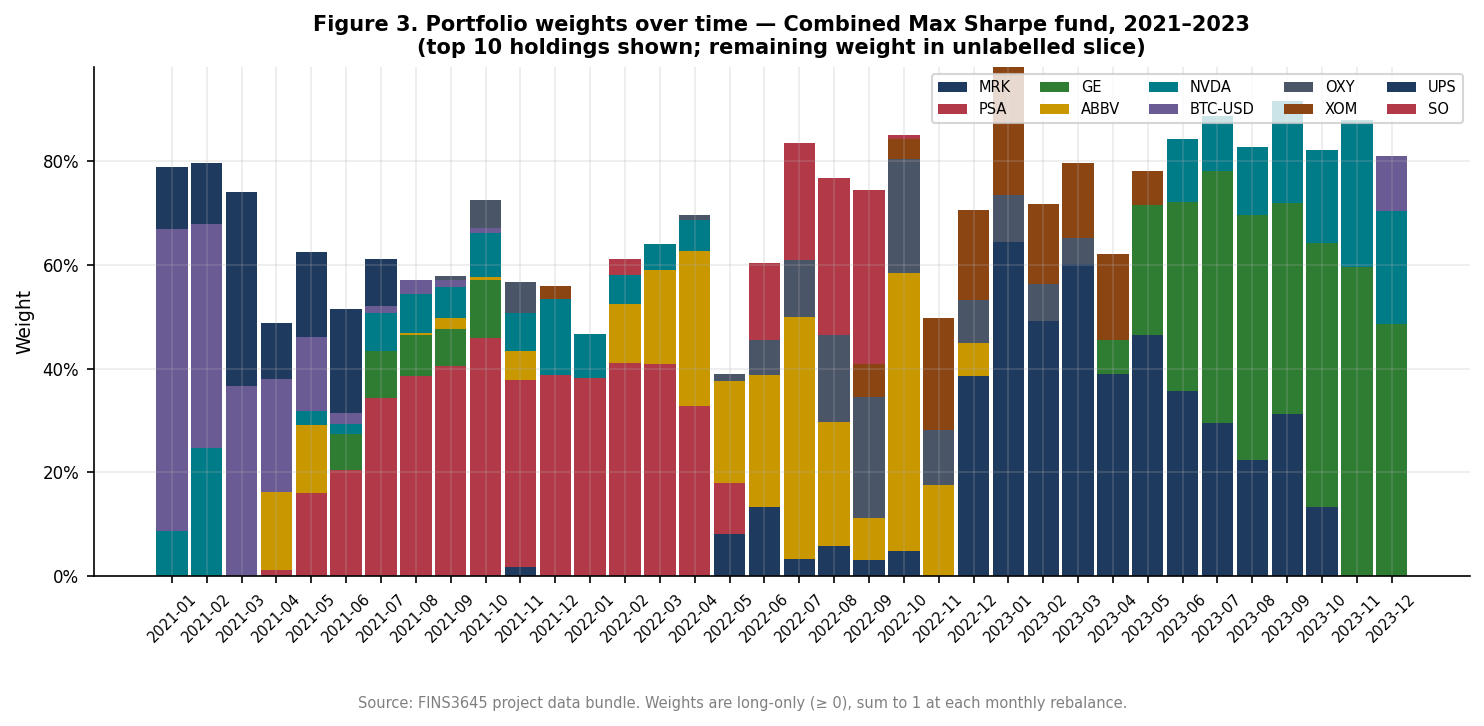 Figure 3. Portfolio weights over time — Combined Max Sharpe fund, 2021–2023
(top 10 holdings shown; remaining weight in unlabelled slice)
MRK GE NVDA OXY UPS
PSA ABBV BTC-USD XOM SO
80%
60%
40%
20%
0%
Weight
2021-01 2021-02 2021-03 2021-04 2021-05 2021-06 2021-07 2021-08 2021-09 2021-10 2021-11 2021-12 2022-01 2022-02 2022-03 2022-04 2022-05 2022-06 2022-07 2022-08 2022-09 2022-10 2022-11 2022-12 2023-01 2023-02 2023-03 2023-04 2023-05 2023-06 2023-07 2023-08 2023-09 2023-10 2023-11 2023-12
Source: FINS3645 project data bundle. Weights are long-only (≥ 0), sum to 1 at each monthly rebalance.